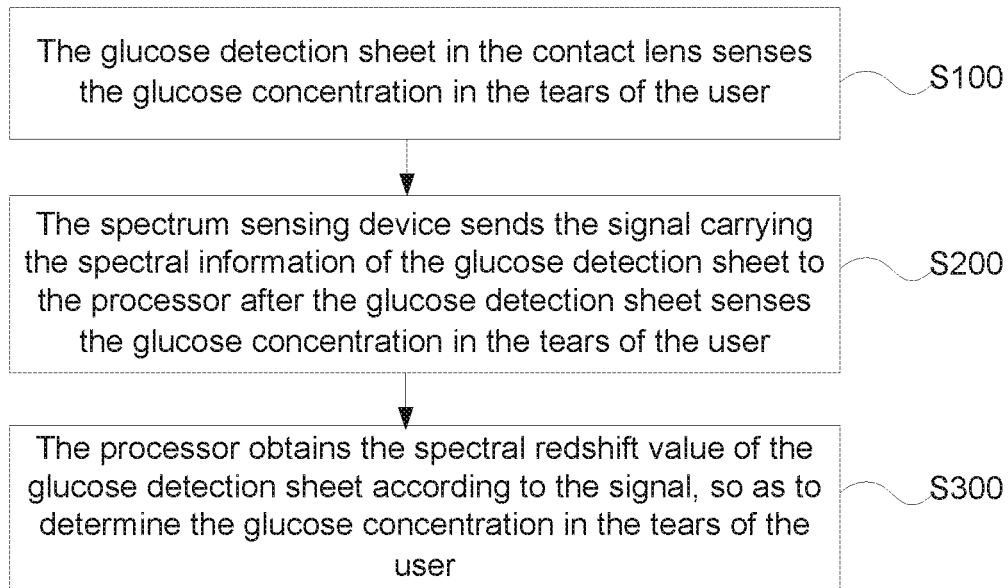 The glucose detection sheet in the contact lens senses
the glucose concentration in the tears of the user
S100
The spectrum sensing device sends the signal carrying
the spectral information of the glucose detection sheet to
the processor after the glucose detection sheet senses
the glucose concentration in the tears of the user
S200
The processor obtains the spectral redshift value of the
glucose detection sheet according to the signal, so as to
determine the glucose concentration in the tears of the
user
S300